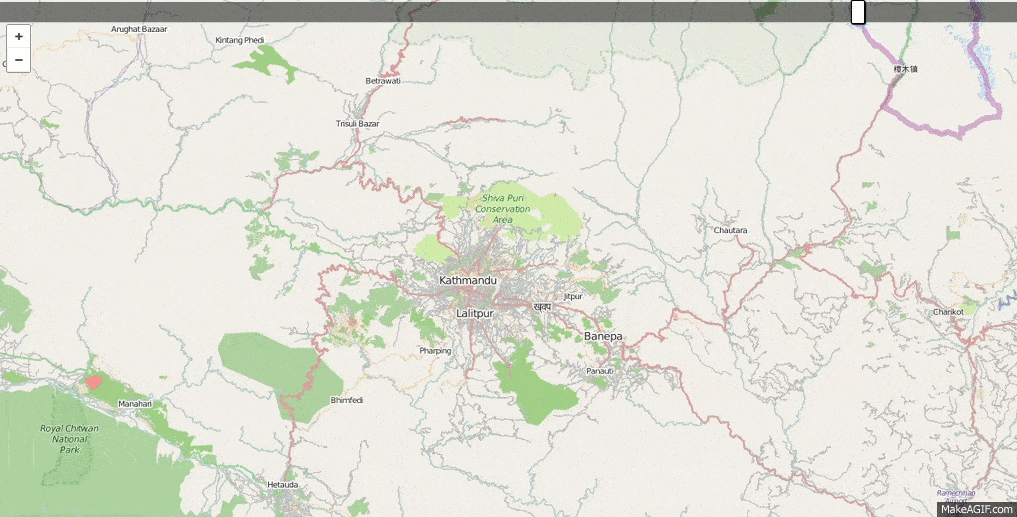 Arughat Bazaar
Kintang Phedi
+
−
樟木镇
Betrawati
Trisuli Bazar
Shiva Puri
Conservation
Area
Chautara
Kathmandu
Jitpur
ख्वप
Lalitpur
Charikot
Banepa
Pharping
Panauti
Manahari
Bhimfedi
Royal Chitwan
National
Park
Hetauda
Ramechhap
Airport
MakeAGIF.com